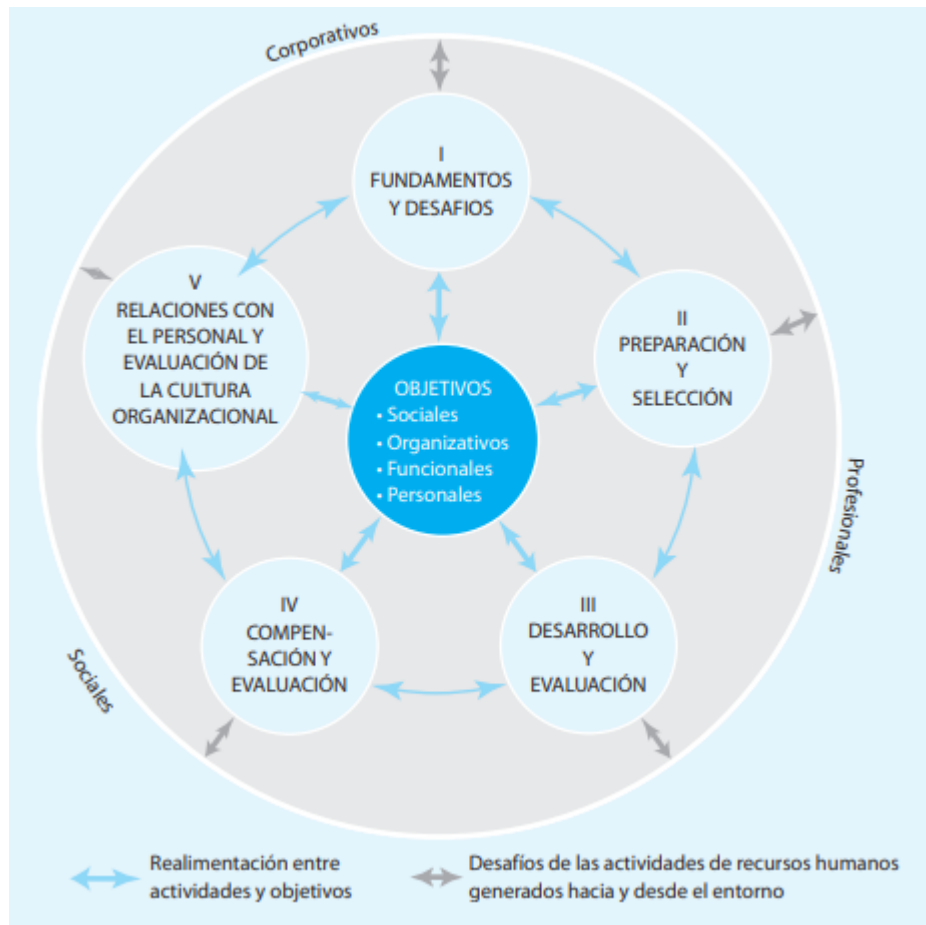 Corporativos
I
FUNDAMENTOS
Y DESAFIOS
V
RELACIONES CON
EL PERSONAL Y
EVALUACIÓN DE
LA CULTURA
ORGANIZACIONAL
II
PREPARACIÓN
Y
SELECCIÓN
OBJETIVOS
• Sociales
• Organizativos
• Funcionales
• Personales
Profesionales
IV
COMPEN-
SACIÓN Y
EVALUACIÓN
III
DESARROLLO
Y
EVALUACIÓN
Sociales
Realimentación entre
actividades y objetivos
Desafíos de las actividades de recursos humanos
generados hacia y desde el entorno